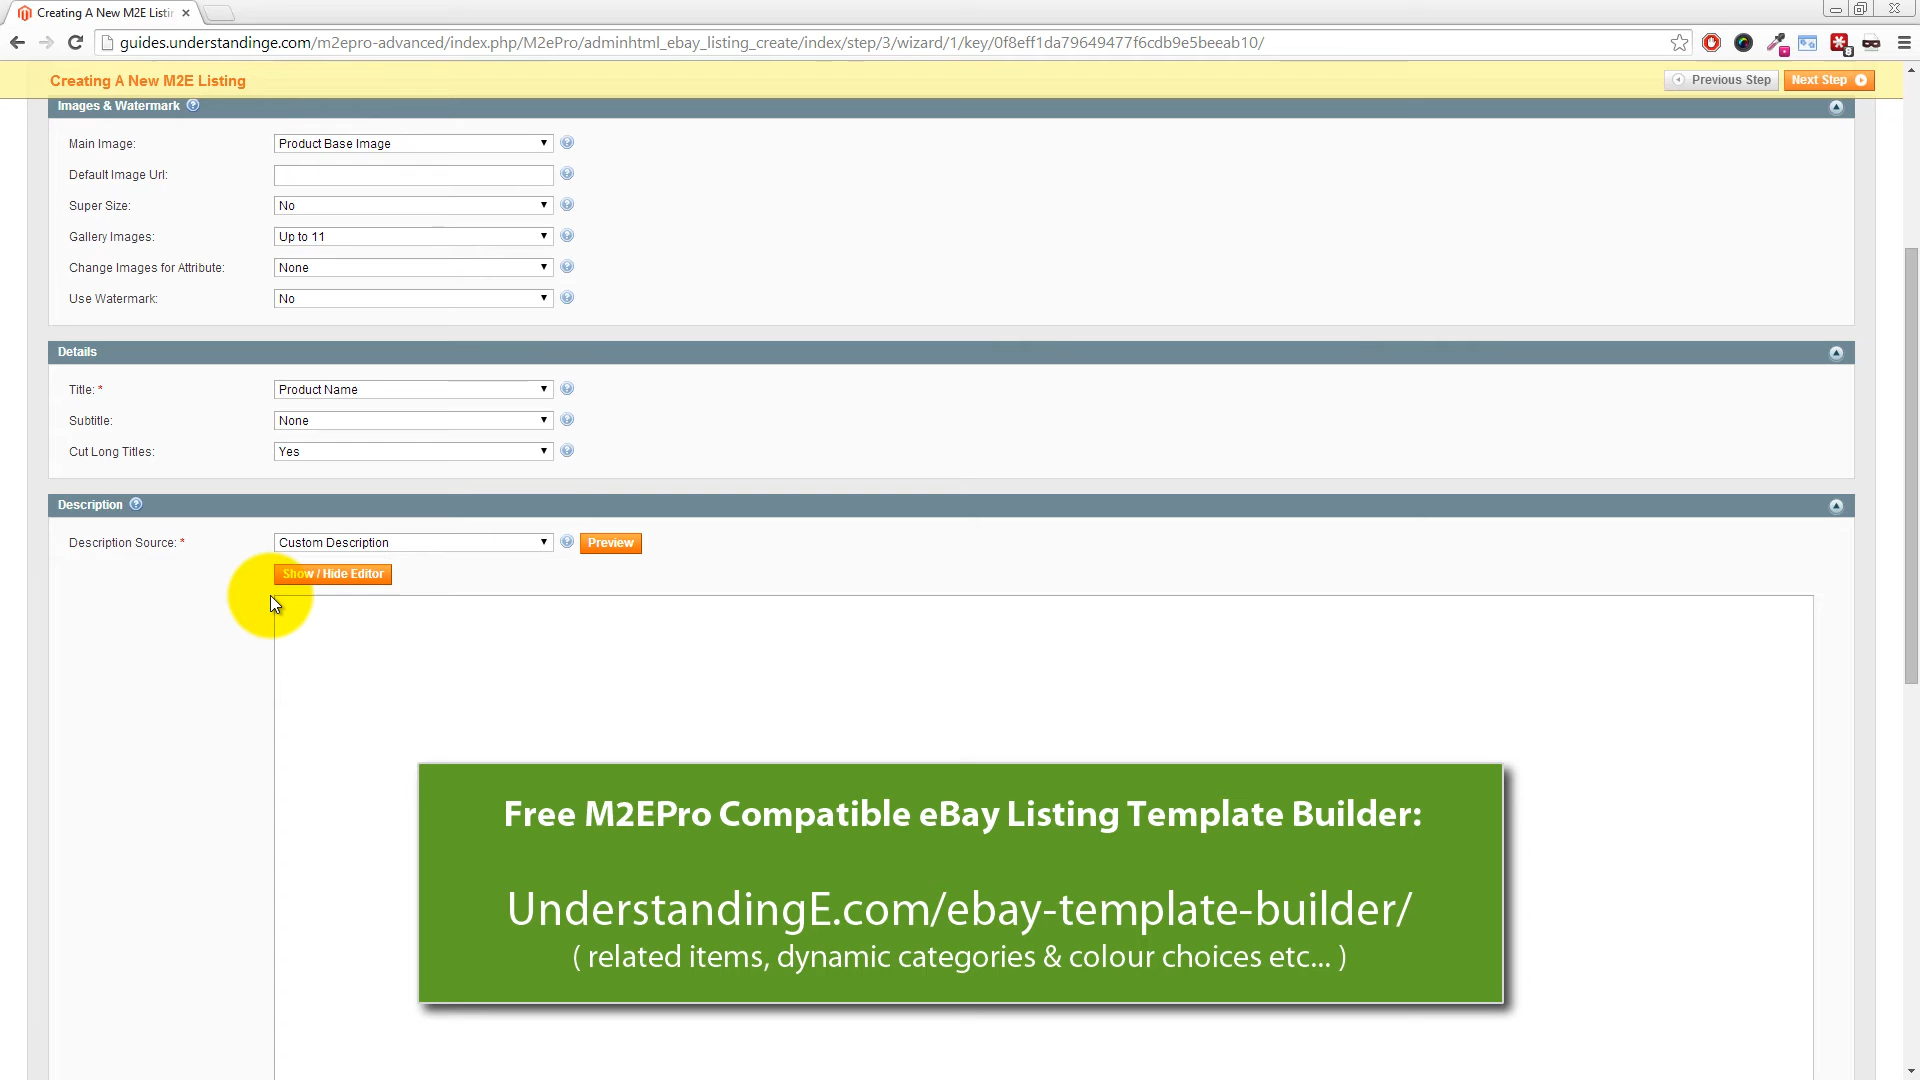 Creating A New M2E Listin
guides.understandinge.com/m2epro-advanced/index.php/M2ePro/adminhtml_ebay_listing_create/index/step/3/wizard/1/key/0f8eff1da79649477f6cdb9e5beeab10/
8
Creating A New M2E Listing
Previous Step
Next Step
Images & Watermark
Main Image:
Product Base Image
Default Image Url:
Super Size:
No
Gallery Images:
Up to 11
Change Images for Attribute:
None
Use Watermark:
No
Details
Title: *
Product Name
Subtitle:
None
Cut Long Titles:
Yes
Description
Description Source: *
Custom Description
Preview
Show / Hide Editor
Free M2EPro Compatible eBay Listing Template Builder:
UnderstandingE.com/ebay-template-builder/
( related items, dynamic categories & colour choices etc... )